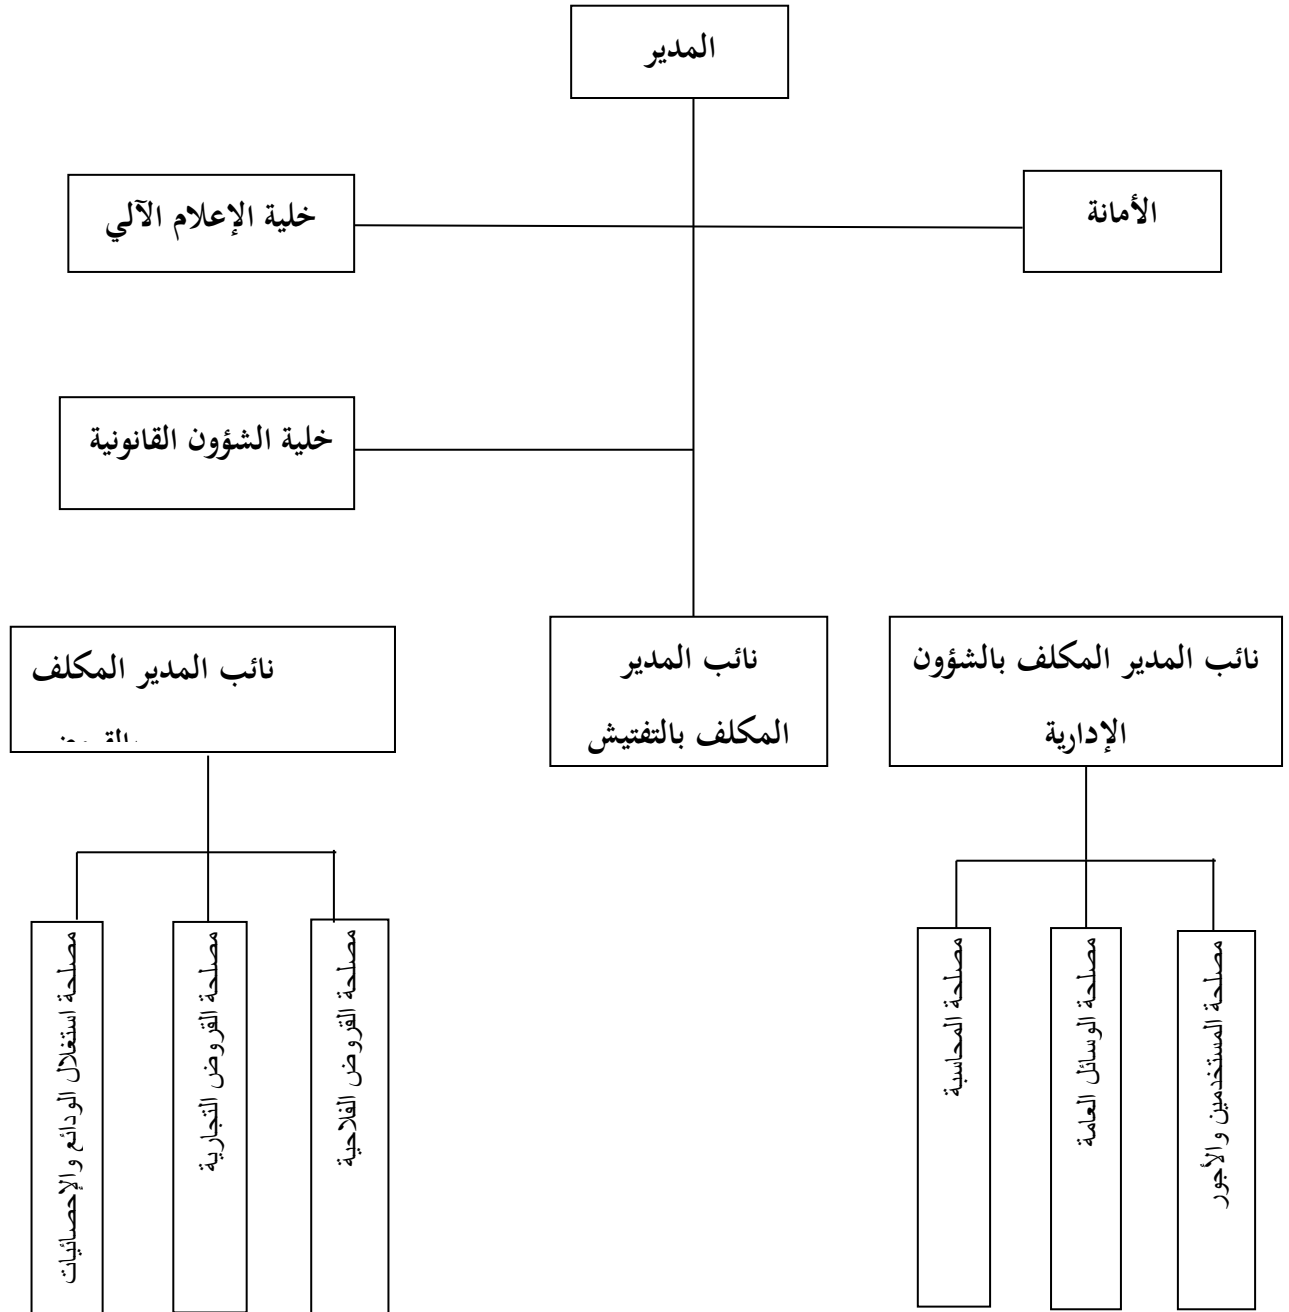 المدير
الأمانة
خلية الإعلام الآلي
خلية الشؤون القانونية
نائب المدير المكلف بالشؤون
الإدارية
نائب المدير
المكلف بالتفتيش
نائب المدير المكلف
مصلحة المستخدمين والأجور
مصلحة الوسائل العامة
مصلحة المحاسبة
مصلحة القروض الفلاحية
مصلحة القروض التجارية
مصلحة استغلال الودائع والإحصائيات